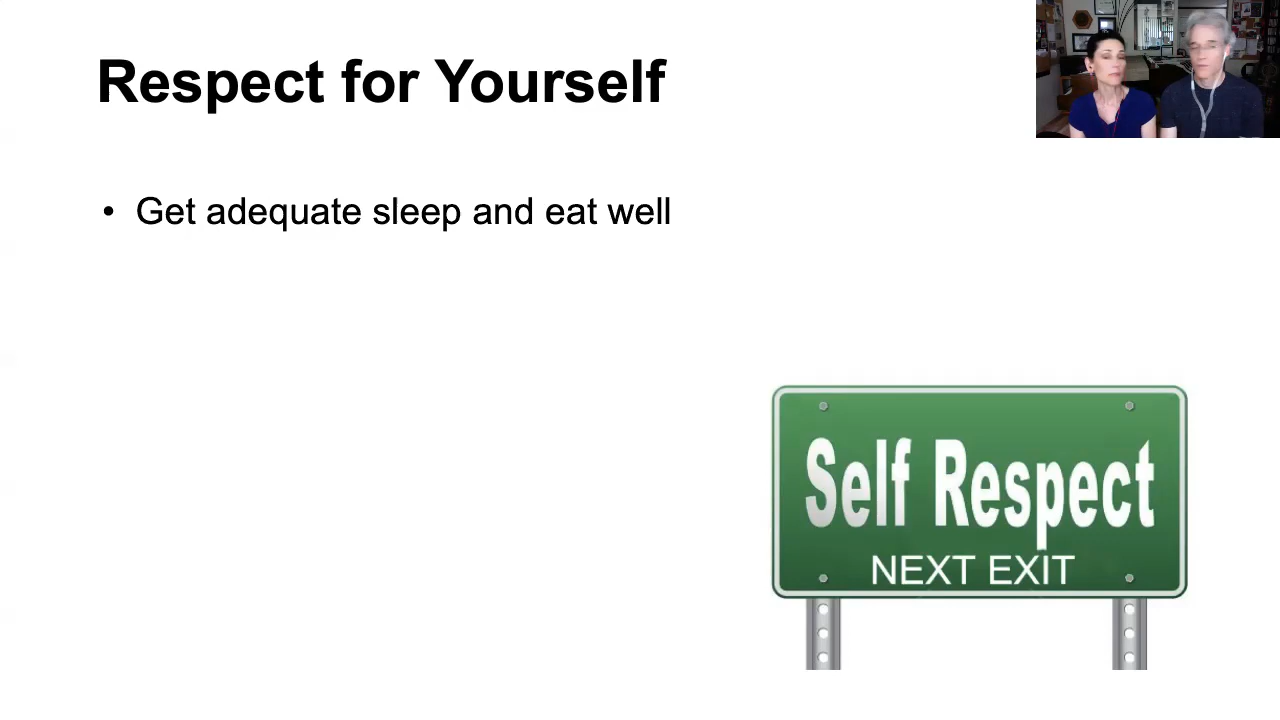 Respect for Yourself
• Get adequate sleep and eat well
Self Respect
NEXT EXIT